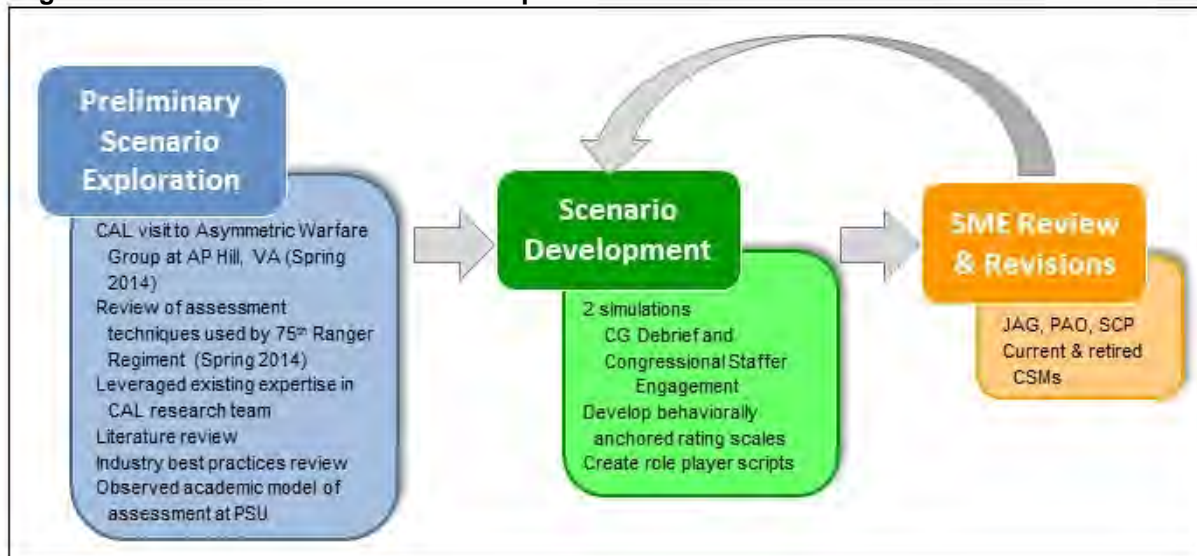 Preliminary
Scenario
Exploration
CAL visit to Asymmetric Warfare
Group at AP Hill, VA (Spring
2014)
Review of assessment
techniques used by 75th Ranger
Regiment (Spring 2014)
Leveraged existing expertise in
CAL research team
Literature review
Industry best practices review
Observed academic model of
assessment at PSU
Scenario
Development
2 simulations
CG Debrief and
Congressional Staffer
Engagement
Develop behaviorally
anchored rating scales
Create role player scripts
SME Review
& Revisions
JAG, PAO, SCP
Current & retired
CSMs